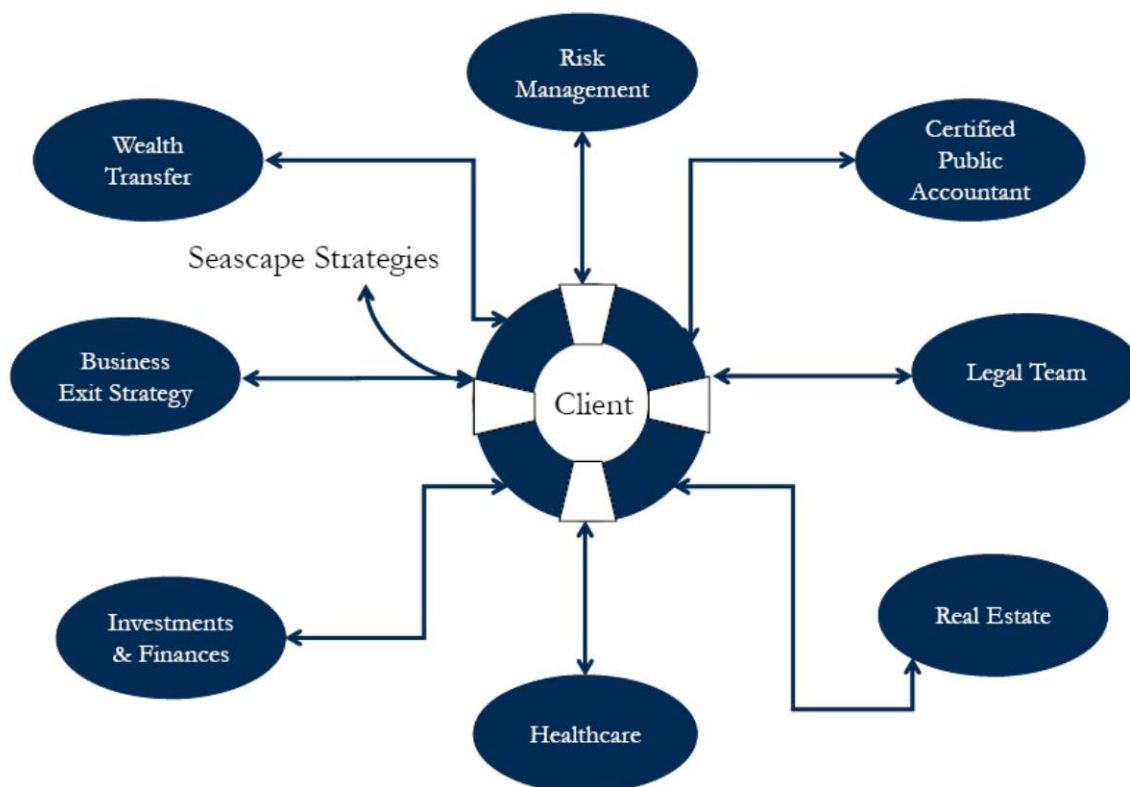 Risk
Management
Wealth
Transfer
Certified
Public
Accountant
Seascape Strategies
Business
Exit Strategy
Client
Legal Team
Investments
& Finances
Real Estate
Healthcare